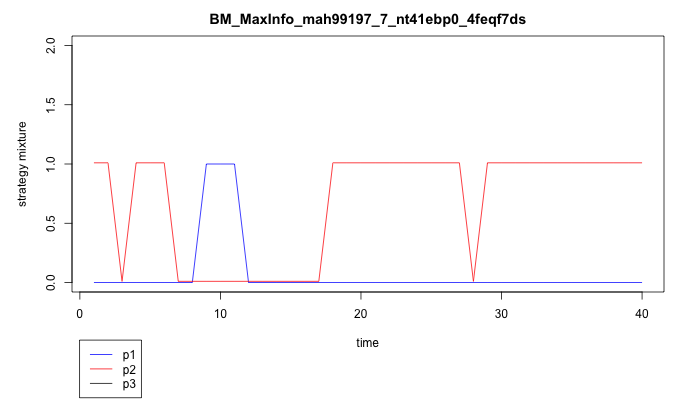 BM_MaxInfo_mah99197_7_nt41ebp0_4feqf7ds
strategy mixture
2.0
1.5
1.0
0.5
0.0
0 10 20 30 40
time
p1
p2
p3